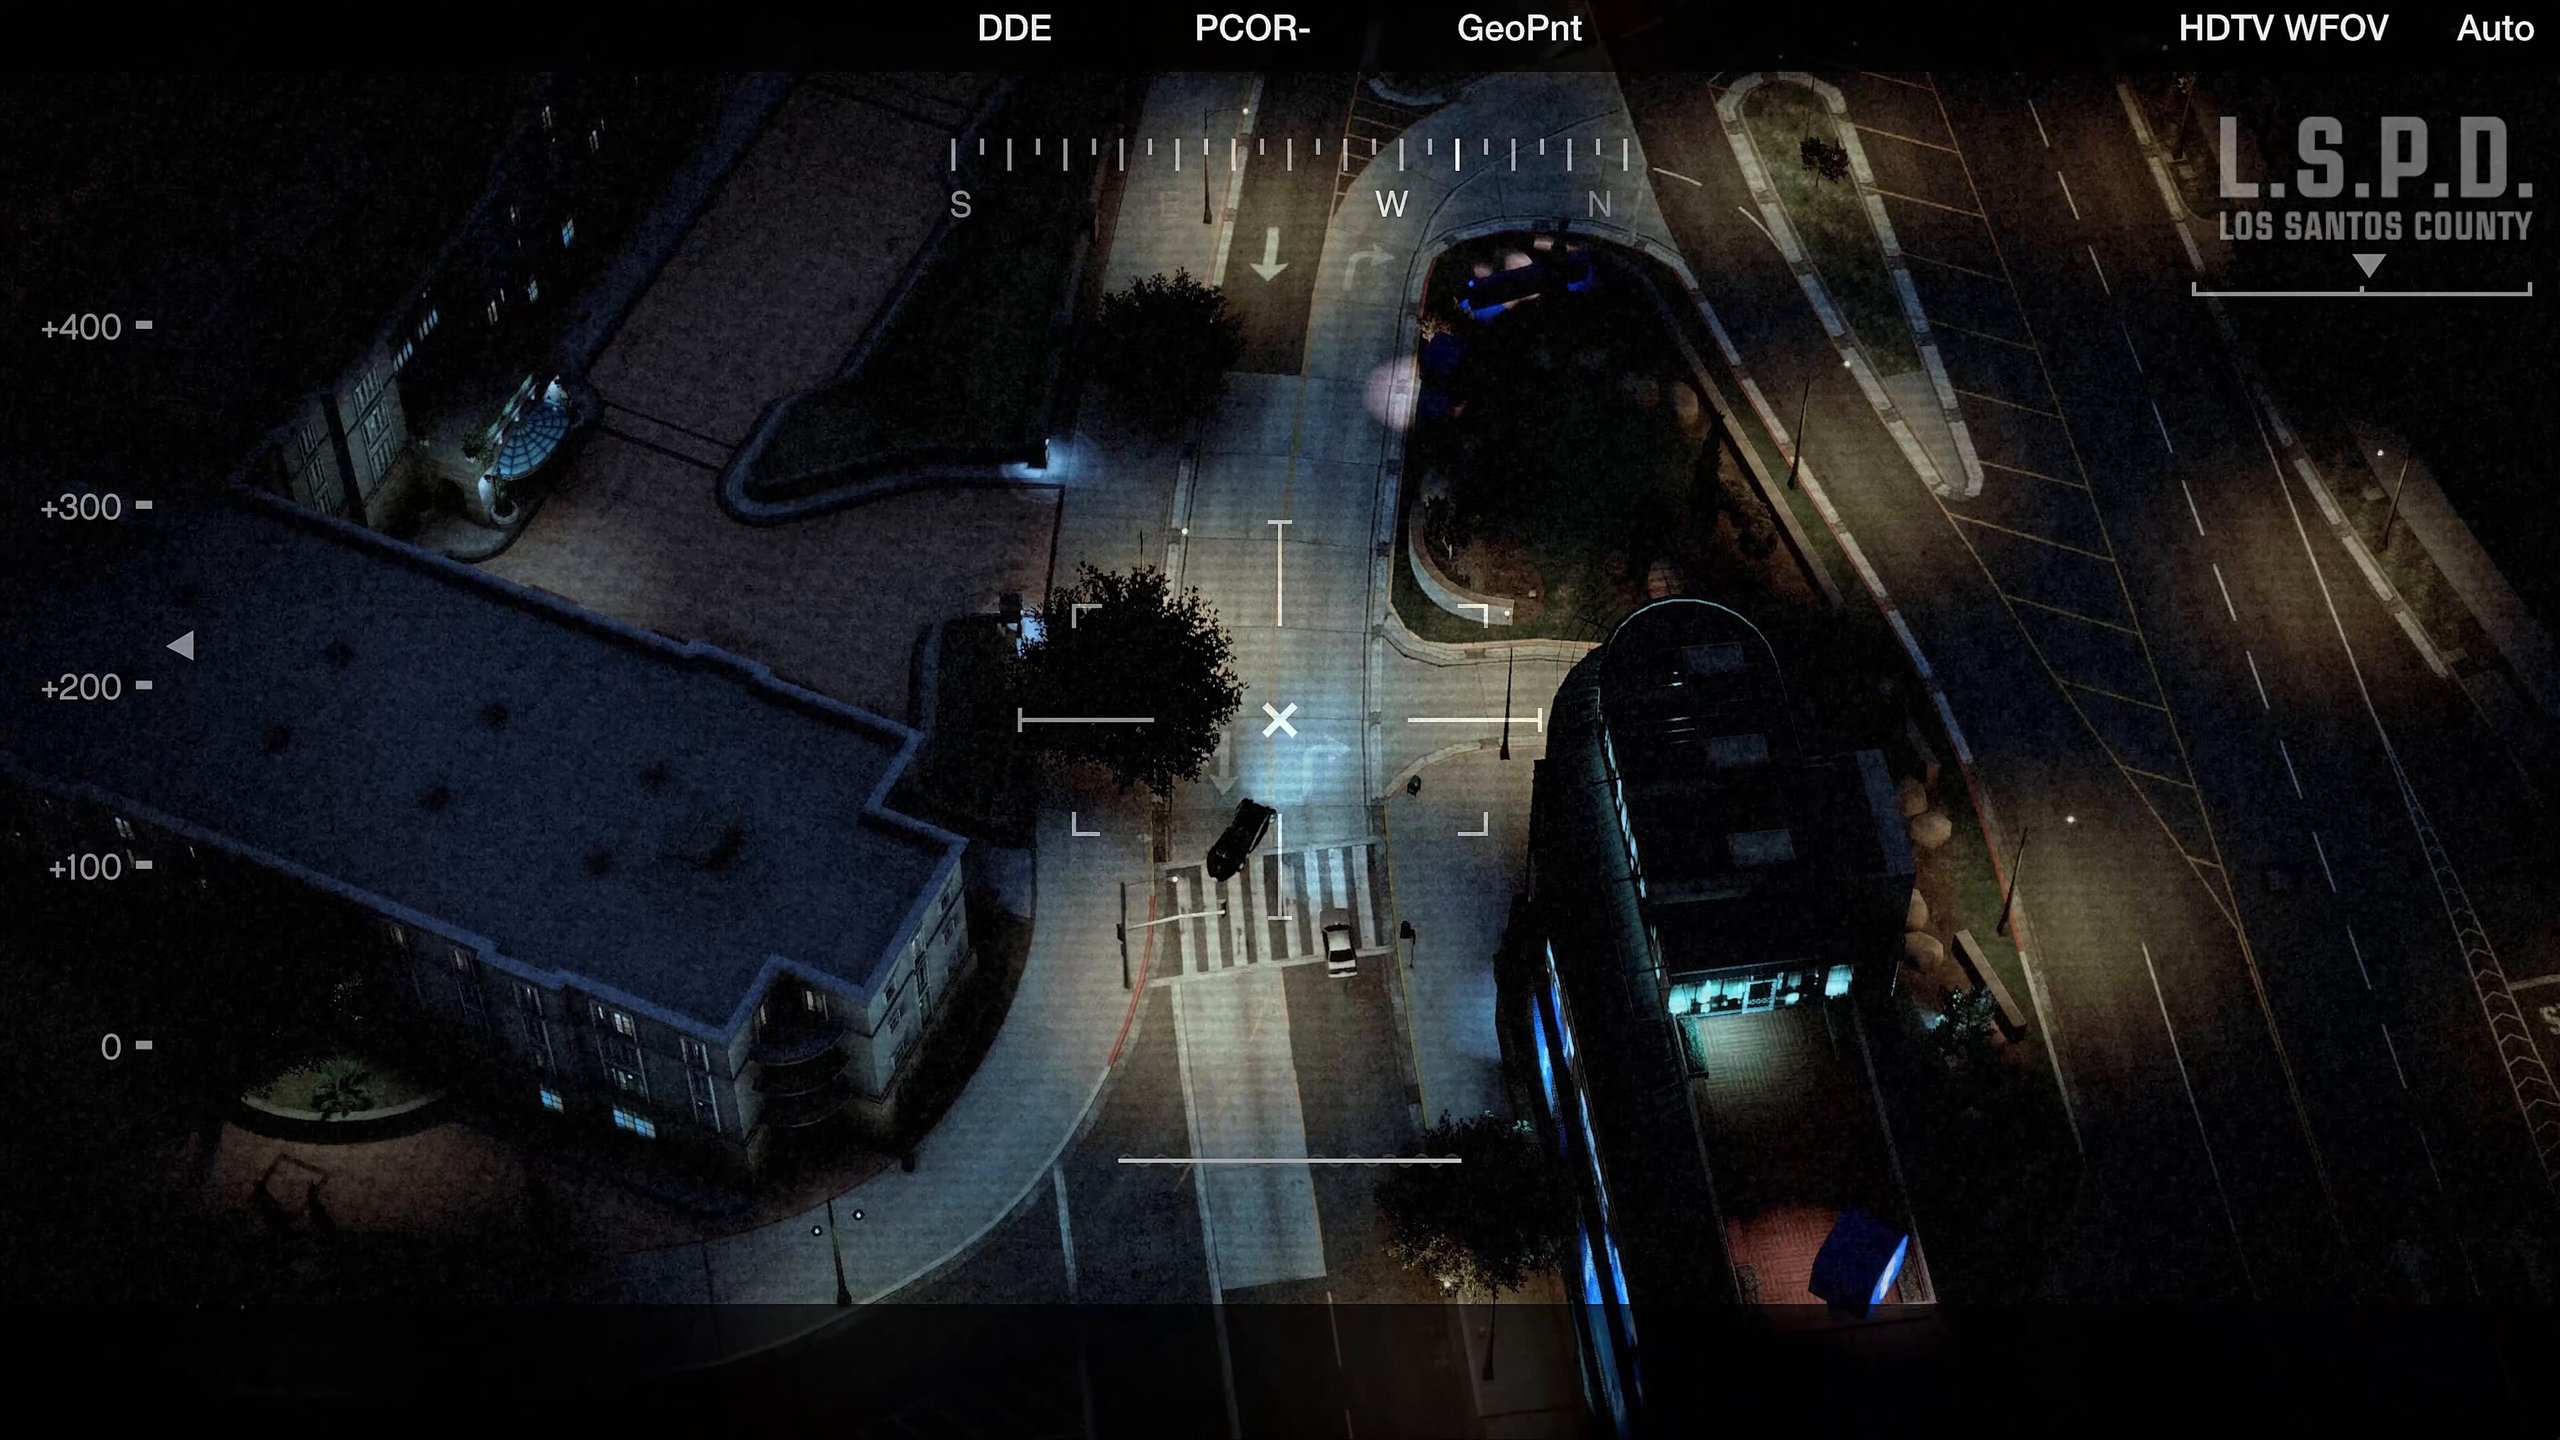 DDE PCOR- GeoPnt HDTV WFOV Auto
L.S.P.D.
LOS SANTOS COUNTY
S E W N
+400
+300
+200
+100
0